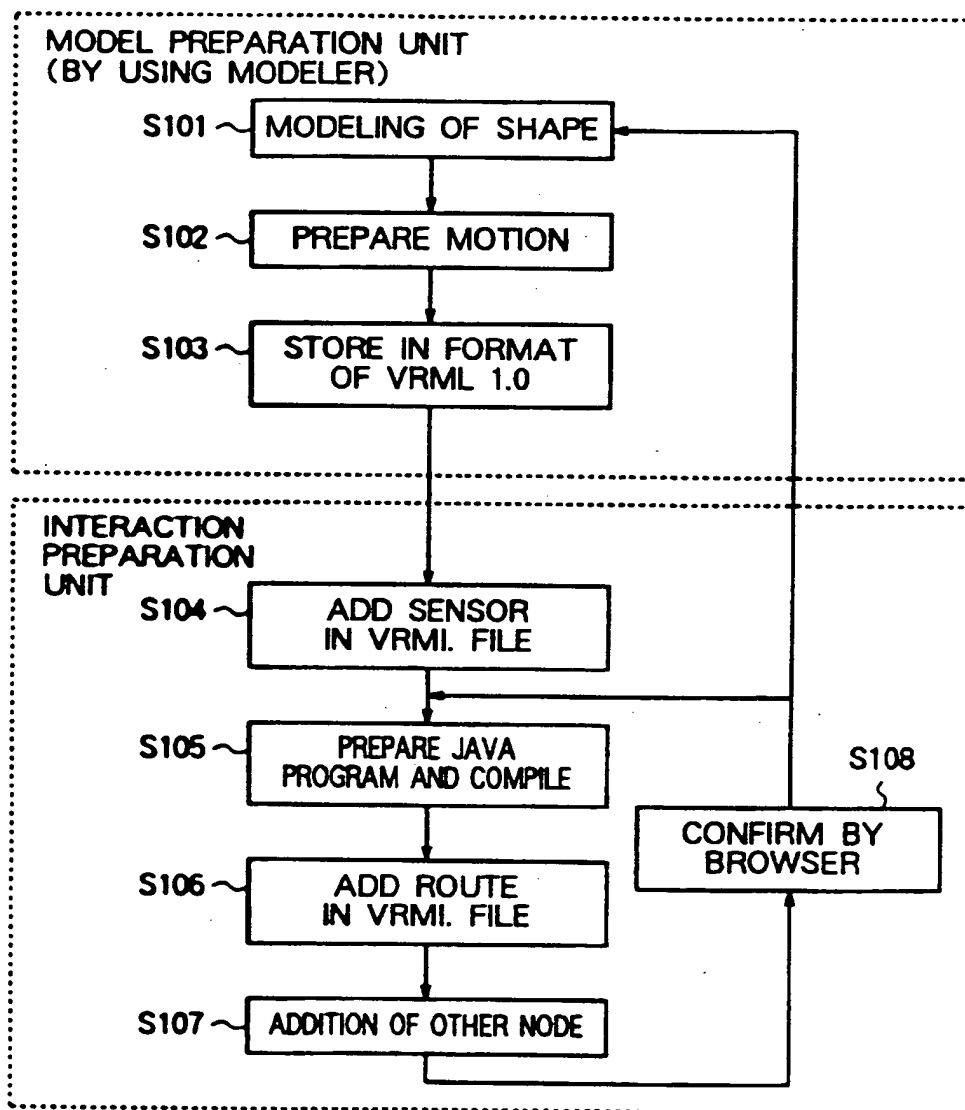 MODEL PREPARATION UNIT
(BY USING MODELER)
S101
MODELING OF SHAPE
S102
PREPARE MOTION
S103
STORE IN FORMAT
OF VRML 1.0
INTERACTION
PREPARATION
UNIT
S104
ADD SENSOR
IN VRMI. FILE
S105
PREPARE JAVA
PROGRAM AND COMPILE
S108
CONFIRM BY
BROWSER
S106
ADD ROUTE
IN VRMI. FILE
S107
ADDITION OF OTHER NODE